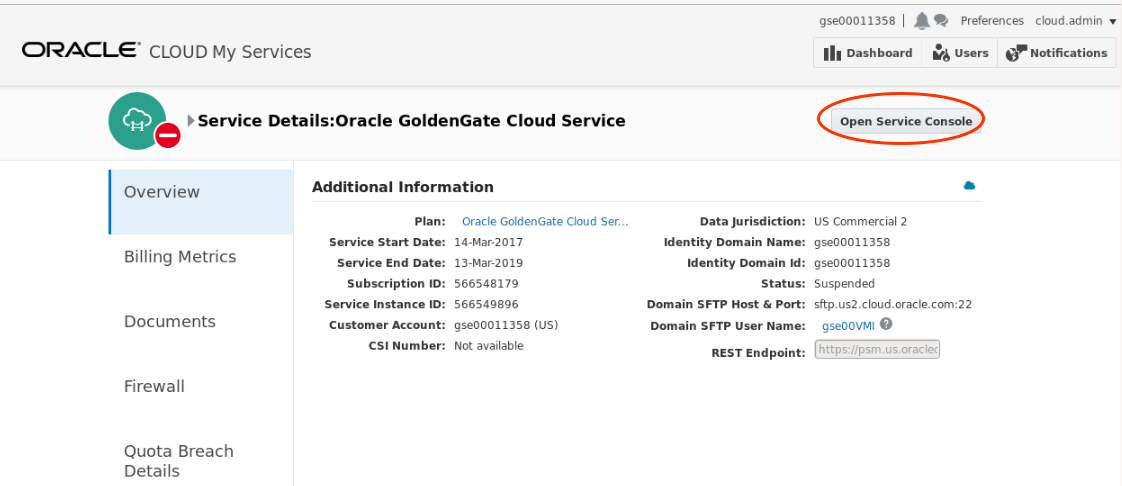 gse00011358 Preferences cloud.admin
ORACLE® CLOUD My Services
Dashboard Users Notifications
Service Details:Oracle GoldenGate Cloud Service
Open Service Console
Overview
Billing Metrics
Documents
Firewall
Quota Breach
Details
Additional Information
Plan: Oracle GoldenGate Cloud Ser...
Service Start Date: 14-Mar-2017
Service End Date: 13-Mar-2019
Subscription ID: 566548179
Service Instance ID: 566549896
Customer Account: gse00011358 (US)
CSI Number: Not available
Data Jurisdiction: US Commercial 2
Identity Domain Name: gse00011358
Identity Domain Id: gse00011358
Status: Suspended
Domain SFTP Host & Port: sftp.us2.cloud.oracle.com:22
Domain SFTP User Name: gse00VMI ?
REST Endpoint: https://psm.us.oraclec